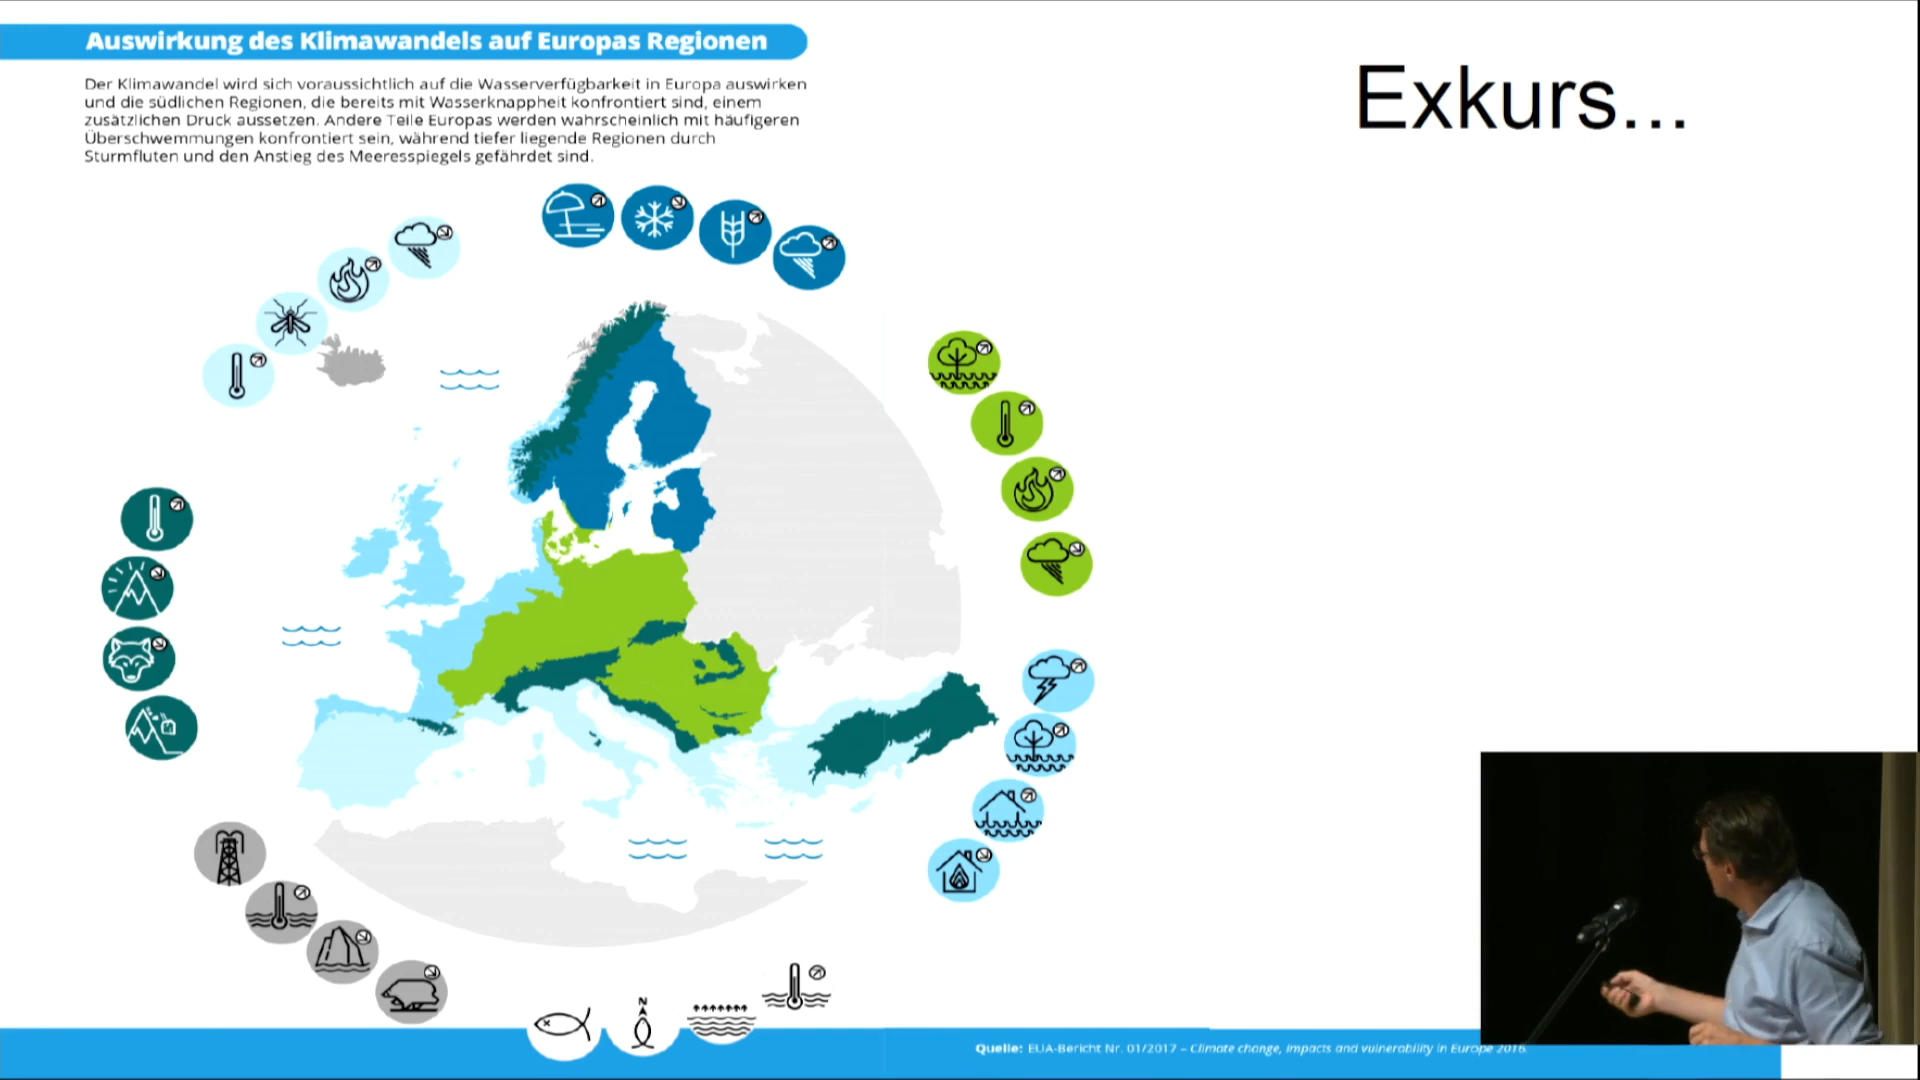 Auswirkung des Klimawandels auf Europas Regionen
Exkurs...
Der Klimawandel wird sich voraussichtlich auf die Wasserverfügbarkeit in Europa auswirken
und die südlichen Regionen, die bereits mit Wasserknappheit konfrontiert sind, einem
zusätzlichen Druck aussetzen. Andere Teile Europas werden wahrscheinlich mit häufigeren
Überschwemmungen konfrontiert sein, während tiefer liegende Regionen durch
Sturmfluten und den Anstieg des Meeresspiegels gefährdet sind.
N
Quelle: EUA-Bericht Nr. 01/2017 – Climate change, impacts and vulnerability in Europe 2016.